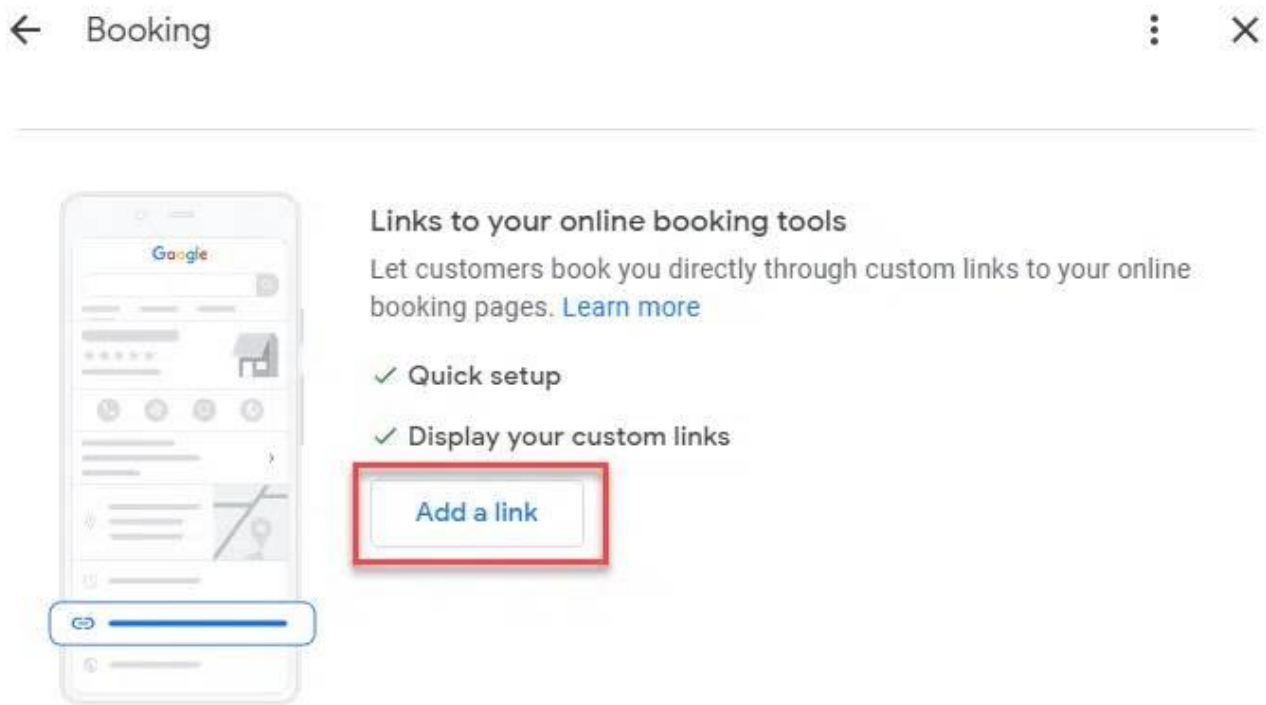 Booking
Google
Links to your online booking tools
Let customers book you directly through custom links to your online
booking pages. Learn more
Quick setup
Display your custom links
Add a link